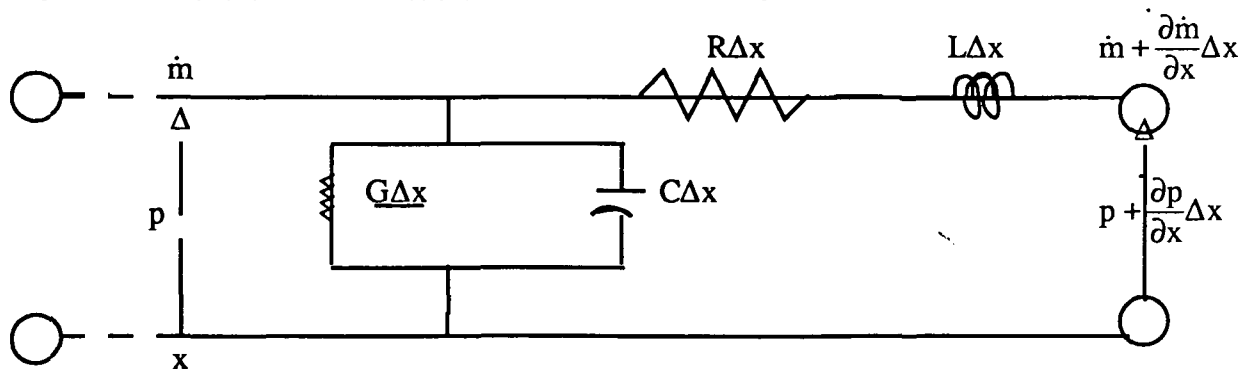 ṁ
RΔx
LΔx
ṁ + ∂ṁ/∂x Δx
Δ
Δ
GΔx
CΔx
p
p + ∂p/∂x Δx
x